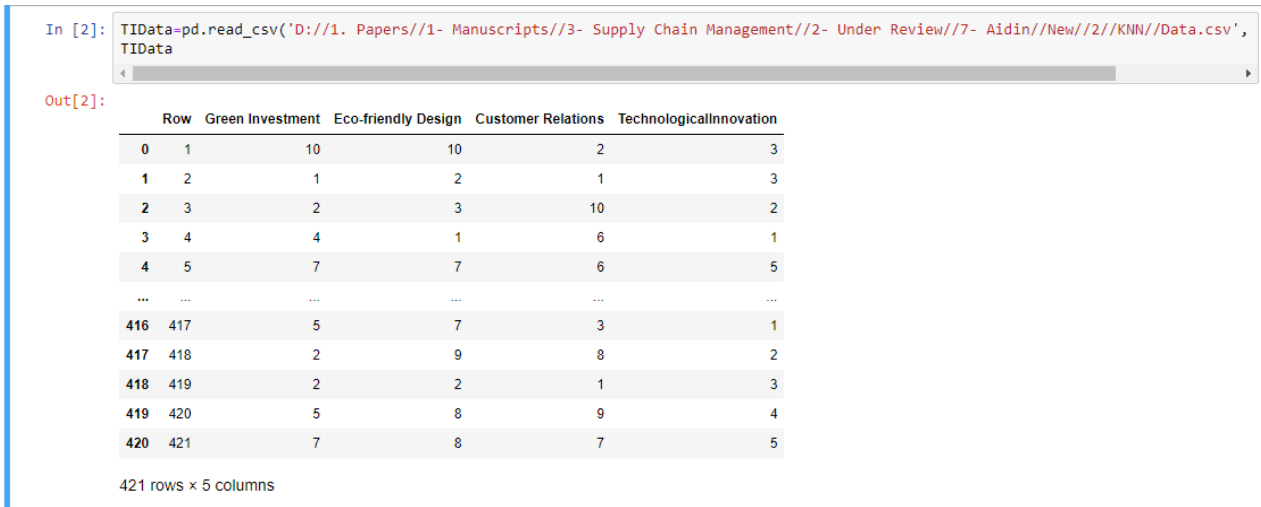 In [2]: TIData=pd.read_csv('D://1. Papers//1- Manuscripts//3- Supply Chain Management//2- Under Review//7- Aidin//New//2//KNN//Data.csv',
TIData
Out[2]:
Row Green Investment Eco-friendly Design Customer Relations TechnologicalInnovation
0 1 10 10 2 3
1 2 1 2 1 3
2 3 2 3 10 2
3 4 4 1 6 1
4 5 7 7 6 5
... ... ... ... ... ...
416 417 5 7 3 1
417 418 2 9 8 2
418 419 2 2 1 3
419 420 5 8 9 4
420 421 7 8 7 5
421 rows × 5 columns